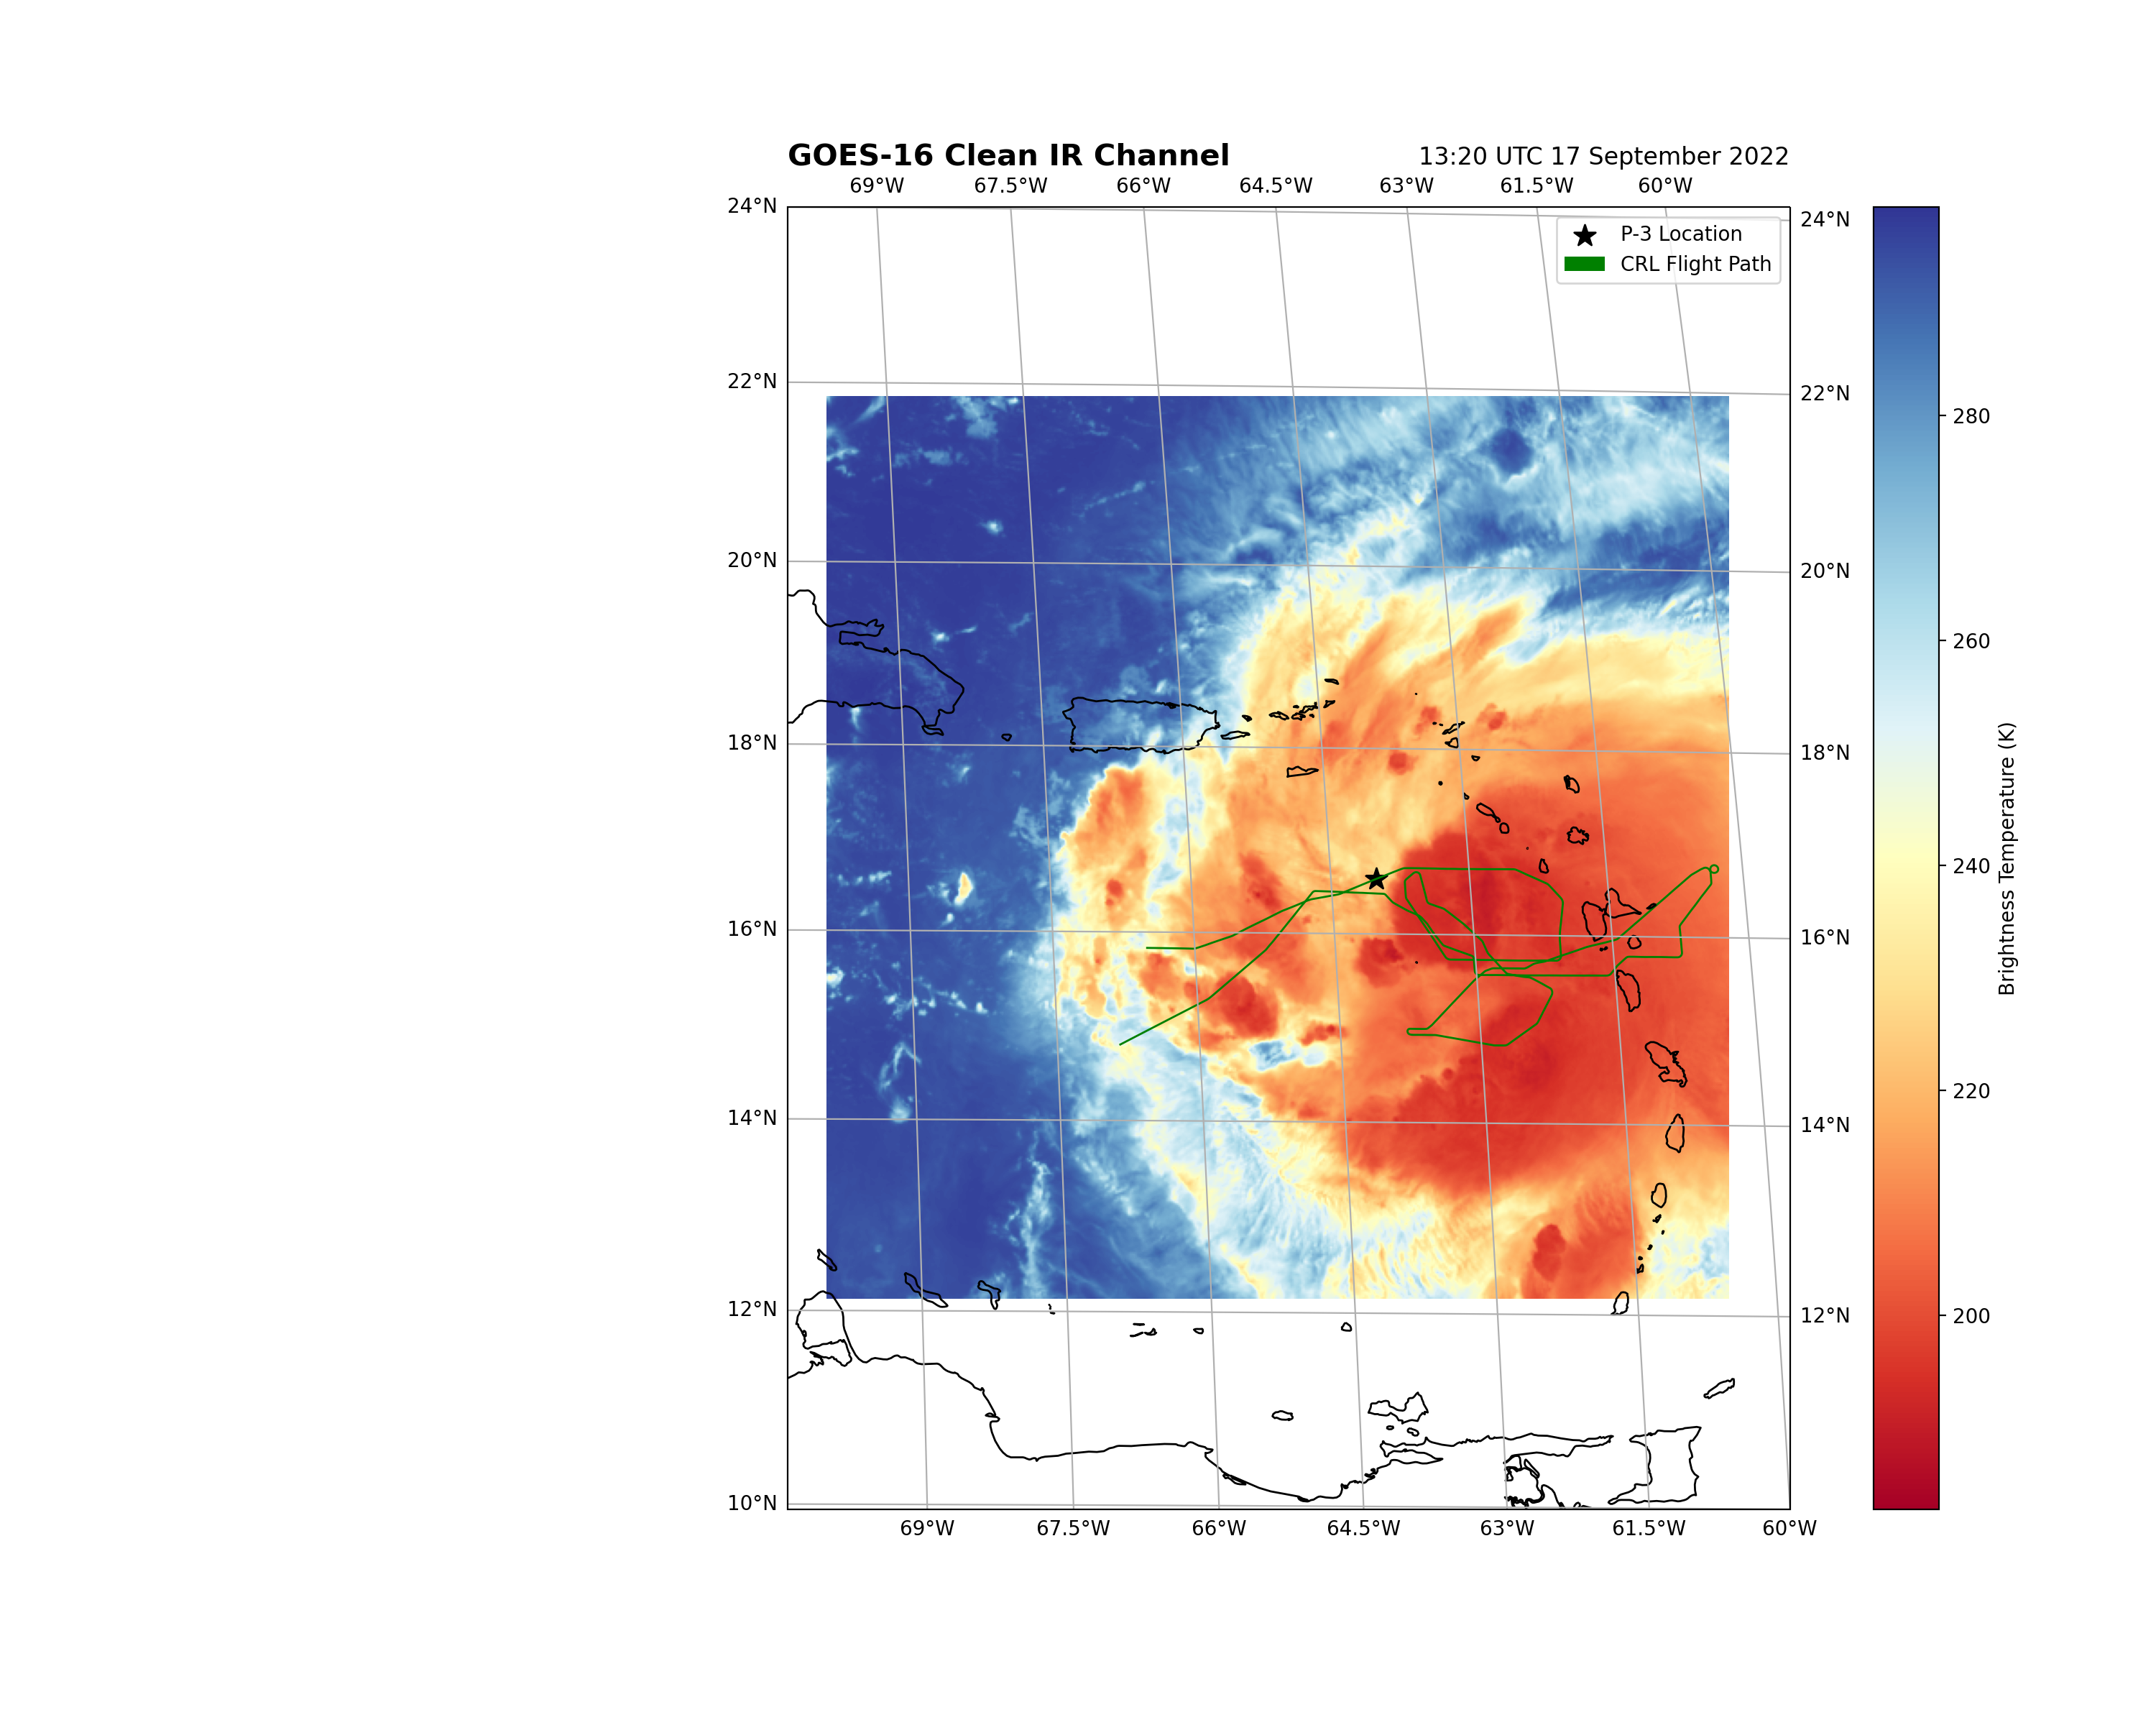 GOES-16 Clean IR Channel
13:20 UTC 17 September 2022
69°W 67.5°W 66°W 64.5°W 63°W 61.5°W 60°W
24°N 24°N
P-3 Location
CRL Flight Path
22°N 22°N
280
20°N 20°N
260
18°N 18°N
Brightness Temperature (K)
240
16°N 16°N
220
14°N 14°N
200
12°N 12°N
10°N
69°W 67.5°W 66°W 64.5°W 63°W 61.5°W 60°W